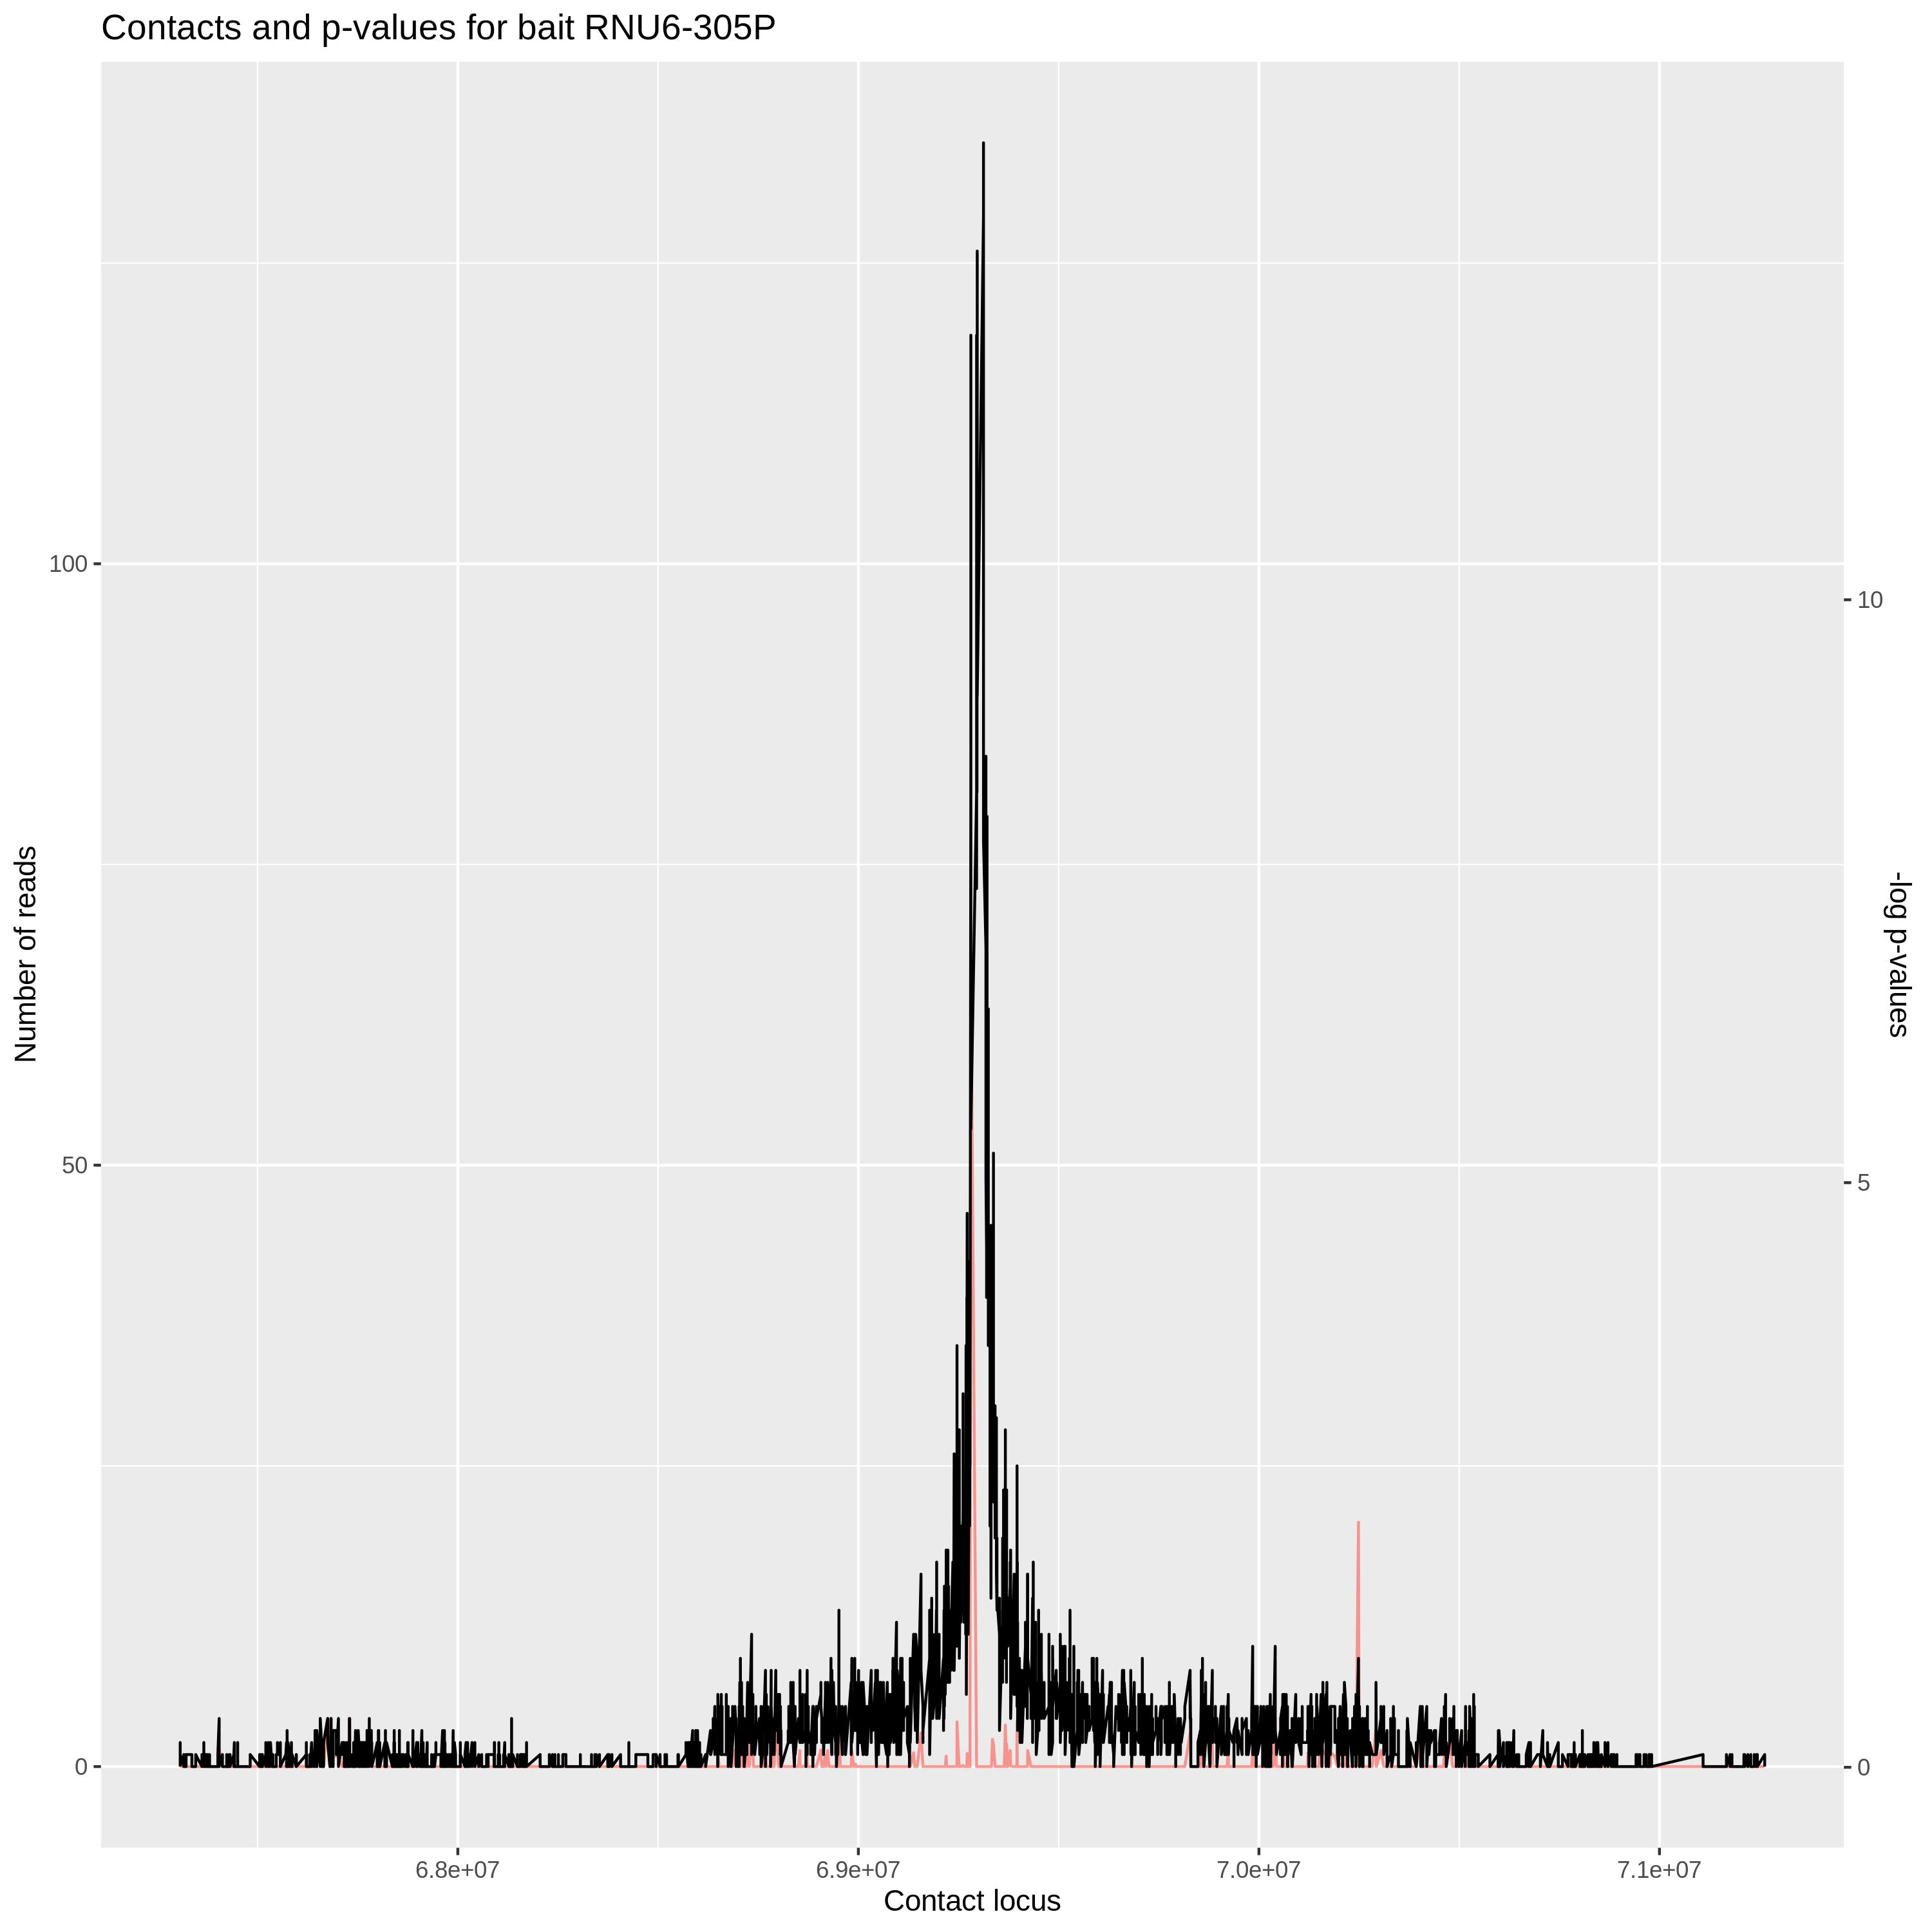 Contacts and p-values for bait RNU6-305P
100
50
0
Number of reads
10
5
0
-log p-values
6.8e+07 6.9e+07 7.0e+07 7.1e+07
Contact locus